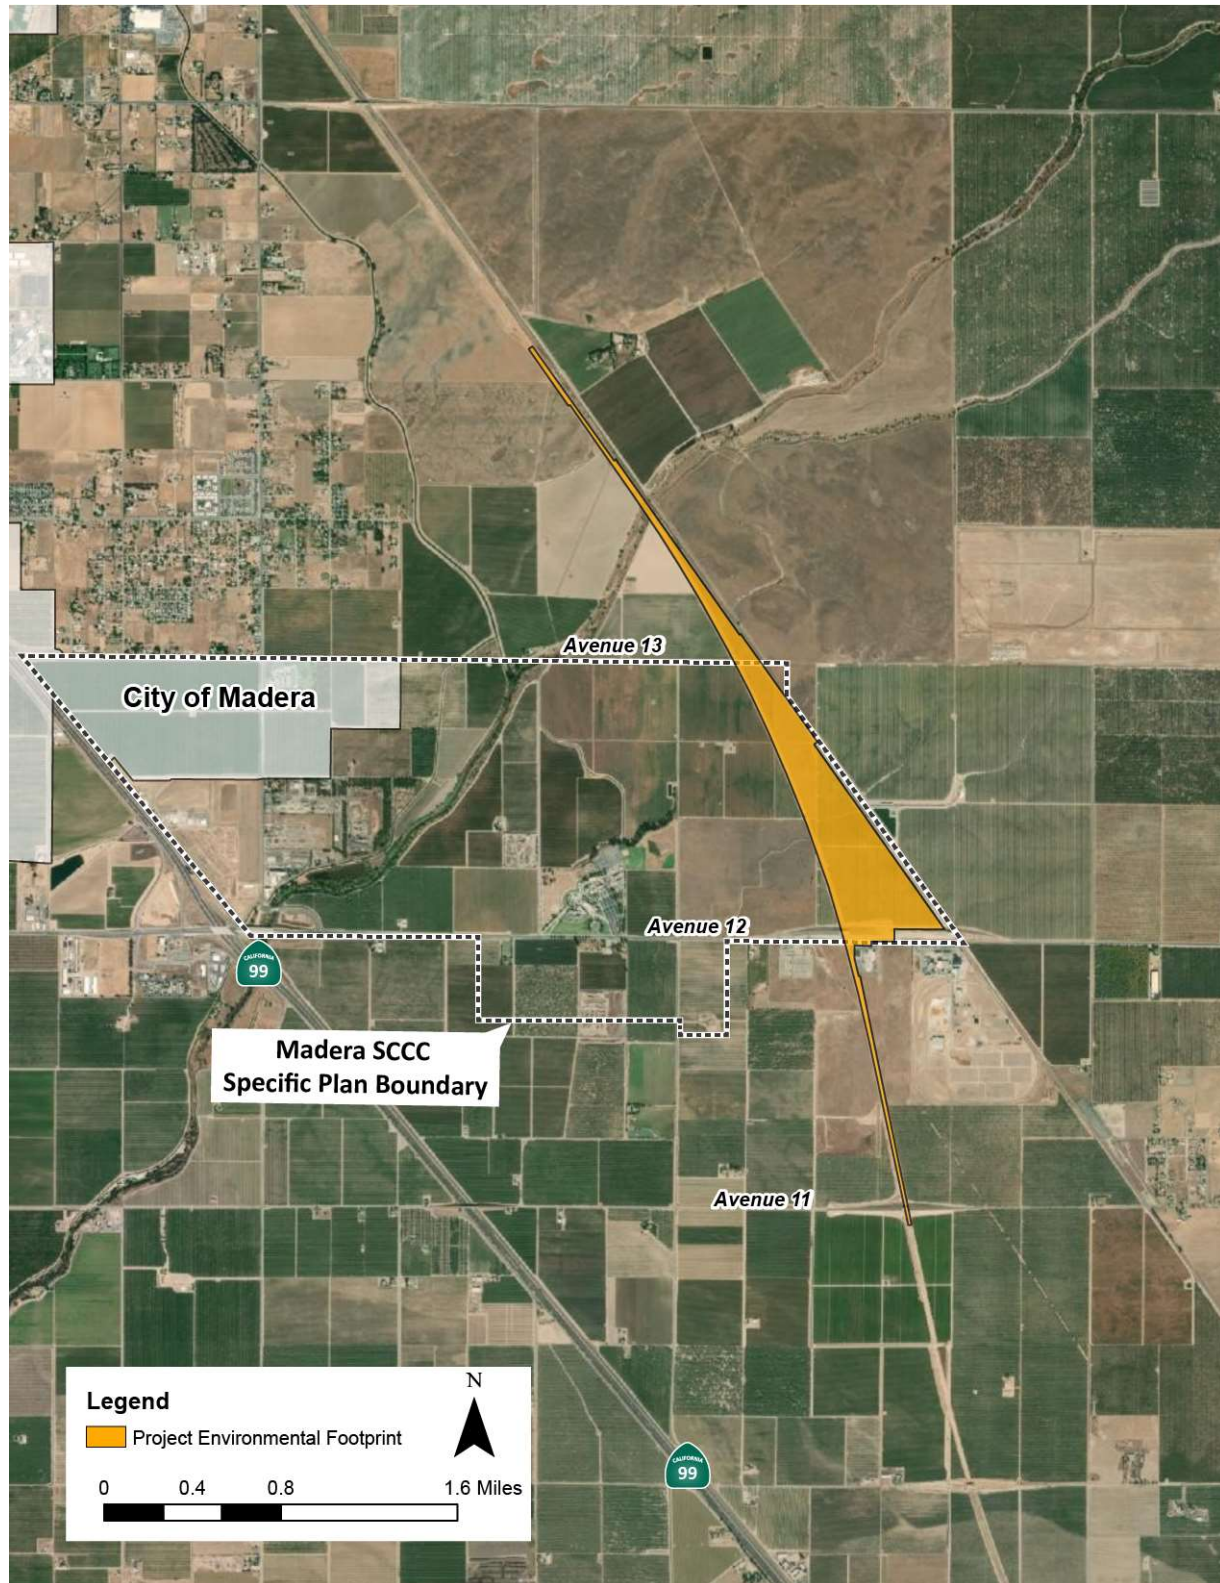 Avenue 13
City of Madera
Avenue 12
CALIFORNIA
99
Madera SCCC
Specific Plan Boundary
Avenue 11
Legend
N
Project Environmental Footprint
0 0.4 0.8 1.6 Miles
CALIFORNIA
99